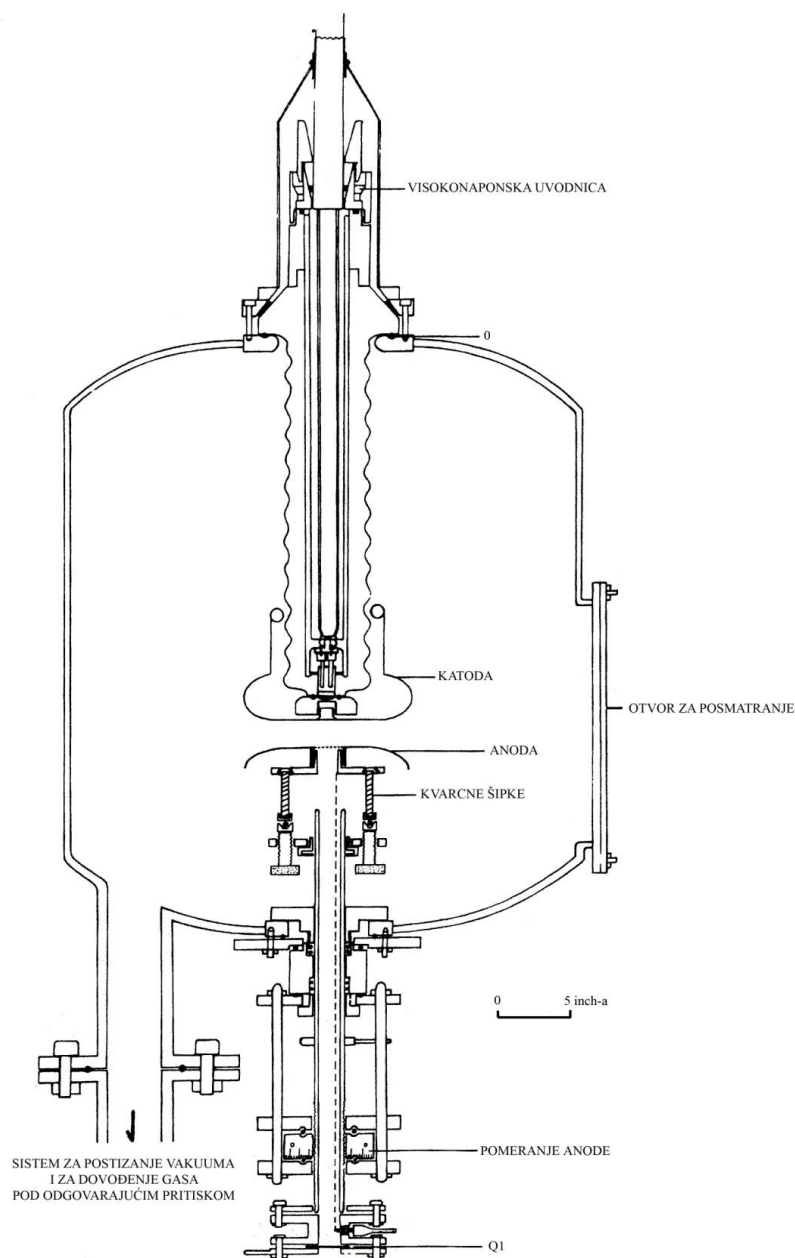 VISOKONAPONSKA UVODNICA
0
KATODA
OTVOR ZA POSMATRANJE
ANODA
KVARCNE ŠIPKE
0 5 inch-a
POMERANJE ANODE
SISTEM ZA POSTIZANJE VAKUUMA
I ZA DOVOĐENJE GASA
POD ODGOVARAJUĆIM PRITISKOM
Q1